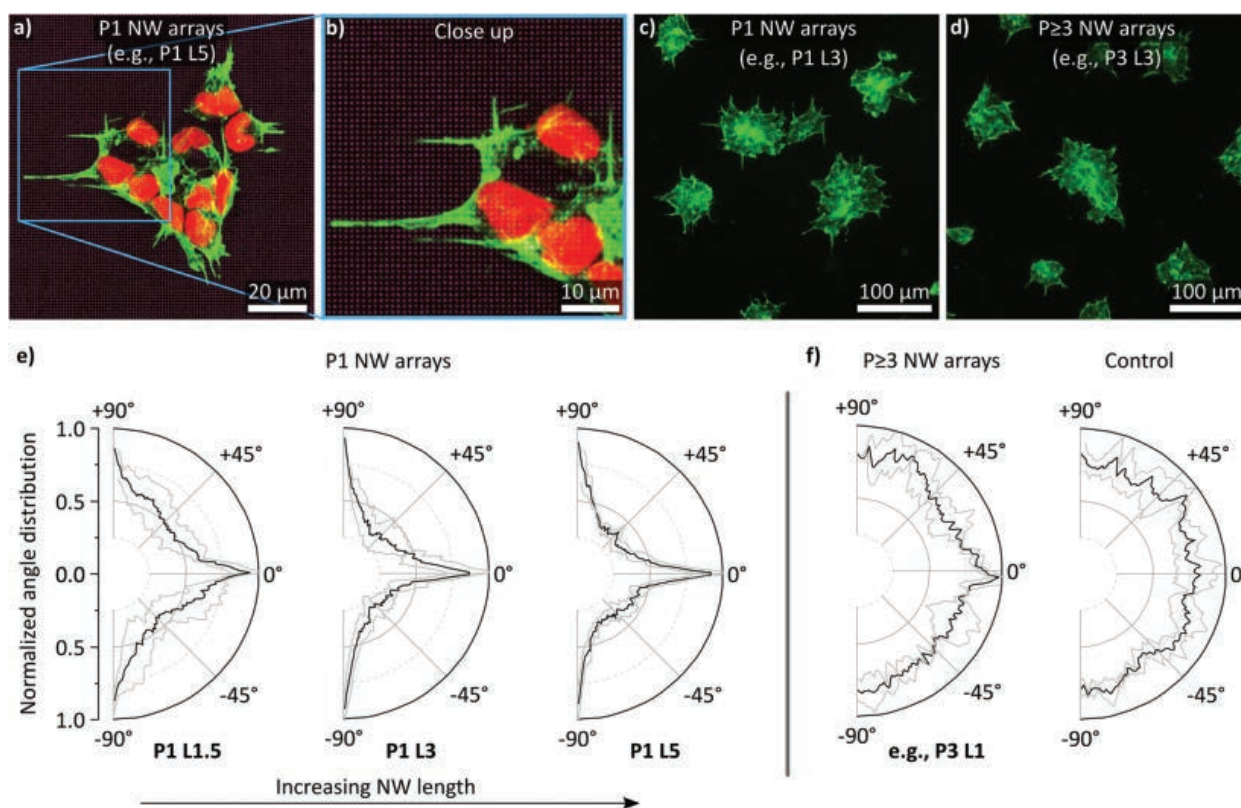 a) P1 NW arrays
(e.g., P1 L5)
20 µm
b) Close up
10 µm
c) P1 NW arrays
(e.g., P1 L3)
100 µm
d) P≥3 NW arrays
(e.g., P3 L3)
100 µm
e) P1 NW arrays
Normalized angle distribution
1.0
0.5
0.0
0.5
1.0
+90°
+45°
0°
-45°
-90°
P1 L1.5
+90°
+45°
0°
-45°
-90°
P1 L3
+90°
+45°
0°
-45°
-90°
P1 L5
Increasing NW length
f) P≥3 NW arrays
+90°
+45°
0°
-45°
-90°
e.g., P3 L1
Control
+90°
+45°
0
-45°
-90°